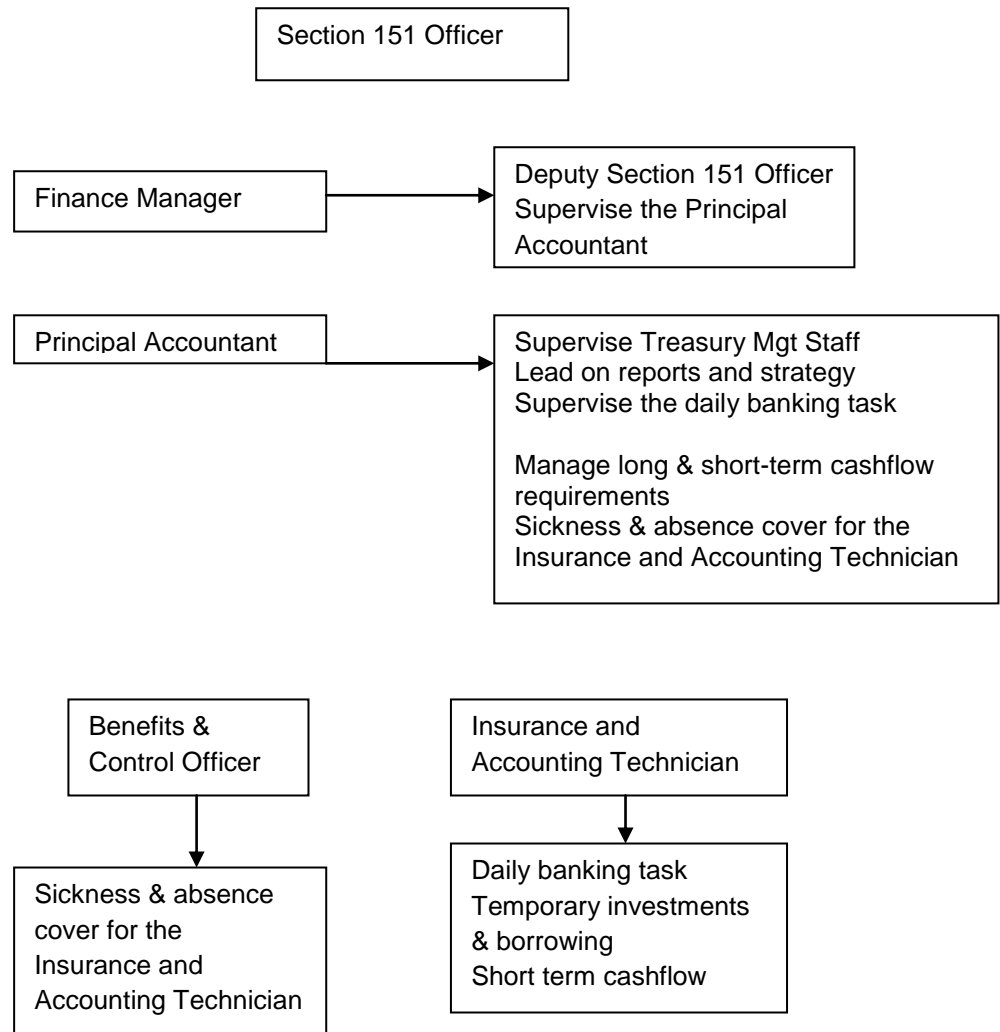 Section 151 Officer
Finance Manager
Deputy Section 151 Officer
Supervise the Principal
Accountant
Principal Accountant
Supervise Treasury Mgt Staff
Lead on reports and strategy
Supervise the daily banking task
Manage long & short-term cashflow
requirements
Sickness & absence cover for the
Insurance and Accounting Technician
Benefits &
Control Officer
Insurance and
Accounting Technician
Sickness & absence
cover for the
Insurance and
Accounting Technician
Daily banking task
Temporary investments
& borrowing
Short term cashflow